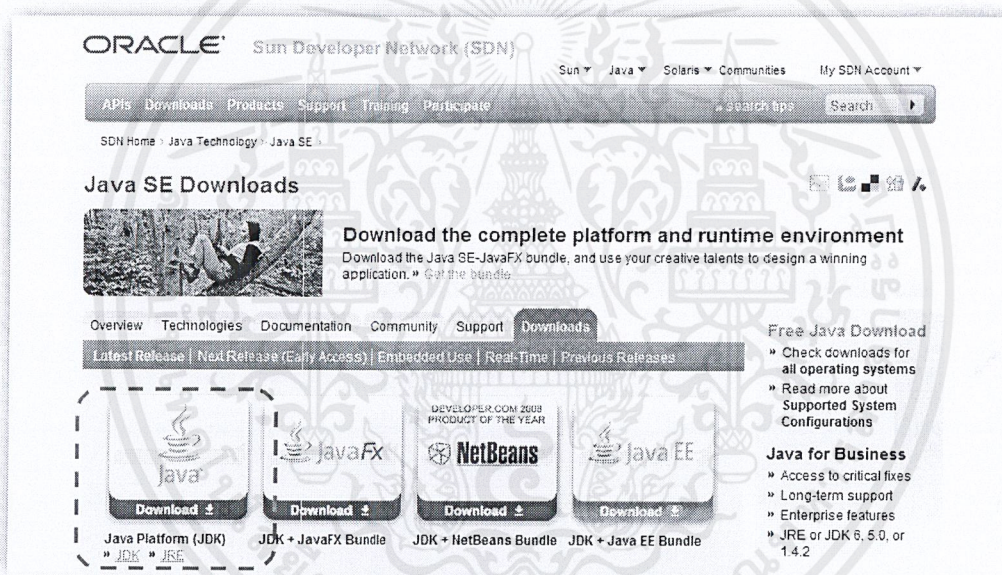 ORACLE Sun Developer Network (SDN)
Sun Java Solaris Communities My SDN Account
APIs Downloads Products Support Training Participate » search tips Search
SDN Home > Java Technology > Java SE >
Java SE Downloads
Download the complete platform and runtime environment
Download the Java SE-JavaFX bundle, and use your creative talents to design a winning
application. » Get the bundle
Overview Technologies Documentation Community Support Downloads
Latest Release | Next Release (Early Access) | Embedded Use | Real-Time | Previous Releases
Java
Download
Java Platform (JDK)
» JDK » JRE
JavaFX
Download
JDK + JavaFX Bundle
DEVELOPER.COM 2008
PRODUCT OF THE YEAR
NetBeans
Download
JDK + NetBeans Bundle
Java EE
Download
JDK + Java EE Bundle
Free Java Download
» Check downloads for
all operating systems
» Read more about
Supported System
Configurations
Java for Business
» Access to critical fixes
» Long-term support
» Enterprise features
» JRE or JDK 6, 5.0, or
1.4.2